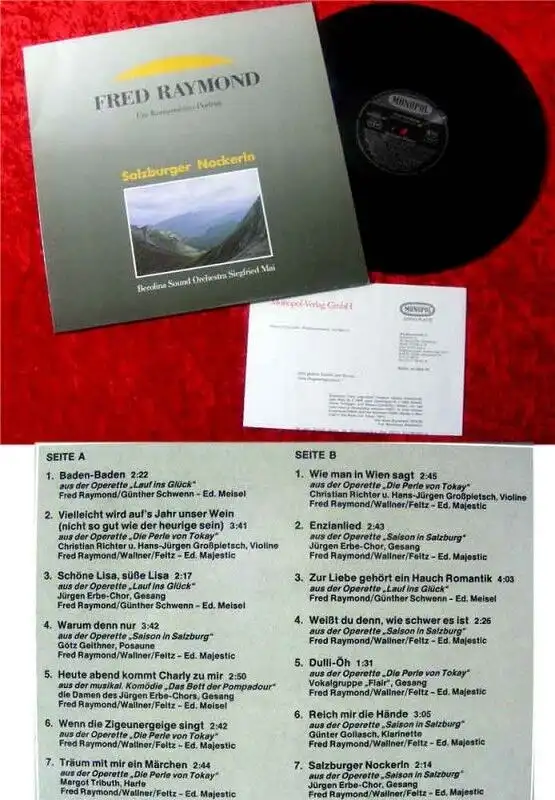 FRED RAYMOND
Ein Komponisten-Portrait
Salzburger Nockerln
Berolina Sound Orchestra Siegfried Mai
MONOPOL
Monopol-Verlag GmbH
MONOPOL
SEITE A
1. Baden-Baden 2:22
aus der Operette „Lauf ins Glück"
Fred Raymond/Günther Schwenn – Ed. Meisel
2. Vielleicht wird auf's Jahr unser Wein
(nicht so gut wie der heurige sein) 3:41
aus der Operette „Die Perle von Tokay"
Christian Richter u. Hans-Jürgen Großpietsch, Violine
Fred Raymond/Wallner/Feltz – Ed. Majestic
3. Schöne Lisa, süße Lisa 2:17
aus der Operette „Lauf ins Glück"
Jürgen Erbe-Chor, Gesang
Fred Raymond/Günther Schwenn – Ed. Meisel
4. Warum denn nur 3:42
aus der Operette „Saison in Salzburg"
Götz Geithner, Posaune
Fred Raymond/Wallner/Feltz – Ed. Majestic
5. Heute abend kommt Charly zu mir 2:50
aus der musikal. Komödie „Das Bett der Pompadour"
die Damen des Jürgen Erbe-Chors, Gesang
Fred Raymond/Günther Schwenn – Ed. Meisel
6. Wenn die Zigeunergeige singt 2:42
aus der Operette „Die Perle von Tokay"
Fred Raymond/Wallner/Feltz – Ed. Majestic
7. Träum mit mir ein Märchen 2:44
aus der Operette „Die Perle von Tokay"
Margot Tributh, Harfe
Fred Raymond/Wallner/Feltz – Ed. Majestic
SEITE B
1. Wie man in Wien sagt 2:45
aus der Operette „Die Perle von Tokay"
Christian Richter u. Hans-Jürgen Großpietsch, Violine
Fred Raymond/Wallner/Feltz – Ed. Majestic
2. Enzianlied 2:43
aus der Operette „Saison in Salzburg"
Jürgen Erbe-Chor, Gesang
Fred Raymond/Wallner/Feltz – Ed. Majestic
3. Zur Liebe gehört ein Hauch Romantik 4:03
aus der Operette „Lauf ins Glück"
Fred Raymond/Günther Schwenn – Ed. Meisel
4. Weißt du denn, wie schwer es ist 2:26
aus der Operette „Saison in Salzburg"
Fred Raymond/Wallner/Feltz – Ed. Majestic
5. Dulli-Öh 1:31
aus der Operette „Die Perle von Tokay"
Vokalgruppe „Flair", Gesang
Fred Raymond/Wallner/Feltz – Ed. Majestic
6. Reich mir die Hände 3:05
aus der Operette „Saison in Salzburg"
Günter Gollasch, Klarinette
Fred Raymond/Wallner/Feltz – Ed. Majestic
7. Salzburger Nockerln 2:14
aus der Operette „Saison in Salzburg"
Jürgen Erbe-Chor, Gesang
Fred Raymond/Wallner/Feltz – Ed. Majestic